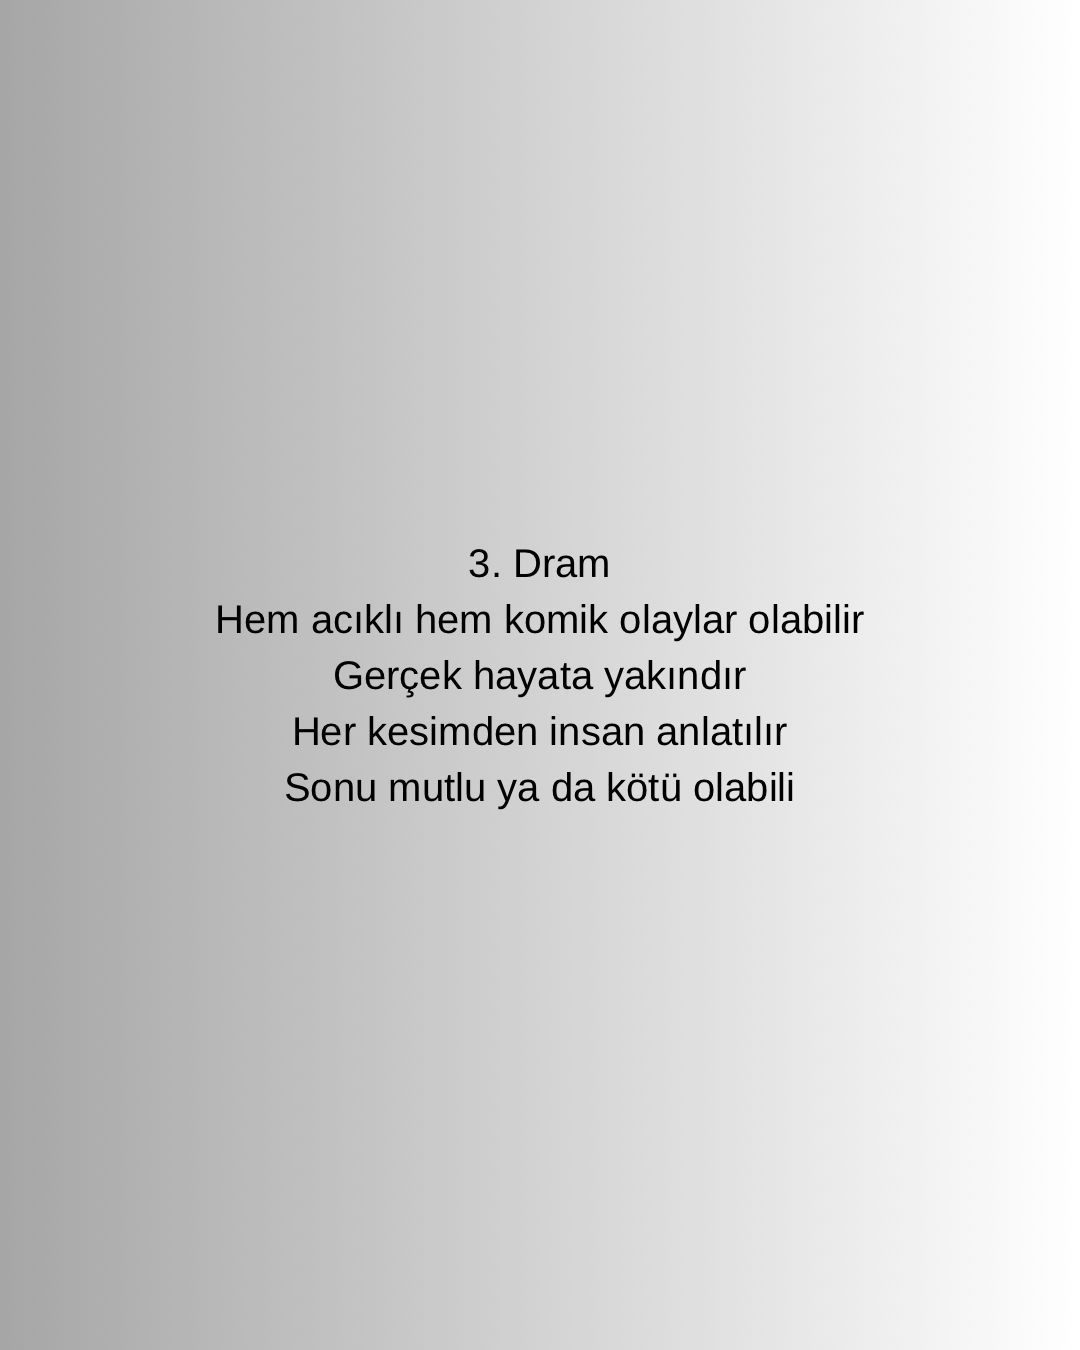 3. Dram
Hem acıklı hem komik olaylar olabilir
Gerçek hayata yakındır
Her kesimden insan anlatılır
Sonu mutlu ya da kötü olabili